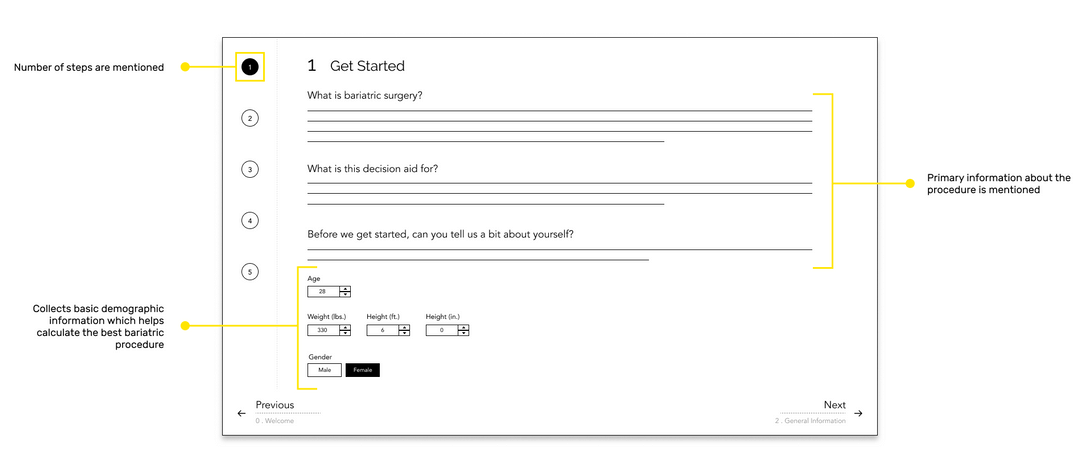 Number of steps are mentioned
1
2
3
4
5
1 Get Started
What is bariatric surgery?
What is this decision aid for?
Before we get started, can you tell us a bit about yourself?
Age
28
Weight (lbs.) Height (ft.) Height (in.)
330 6 0
Gender
Male Female
Previous
0 . Welcome
Next
2 . General Information
Primary information about the
procedure is mentioned
Collects basic demographic
information which helps
calculate the best bariatric
procedure